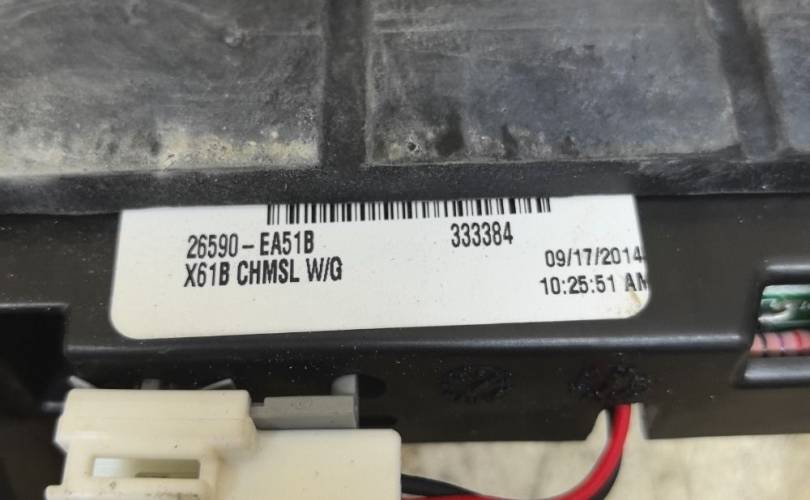 26590-EA51B 333384
X61B CHMSL W/G 09/17/2014
10:25:51 AM